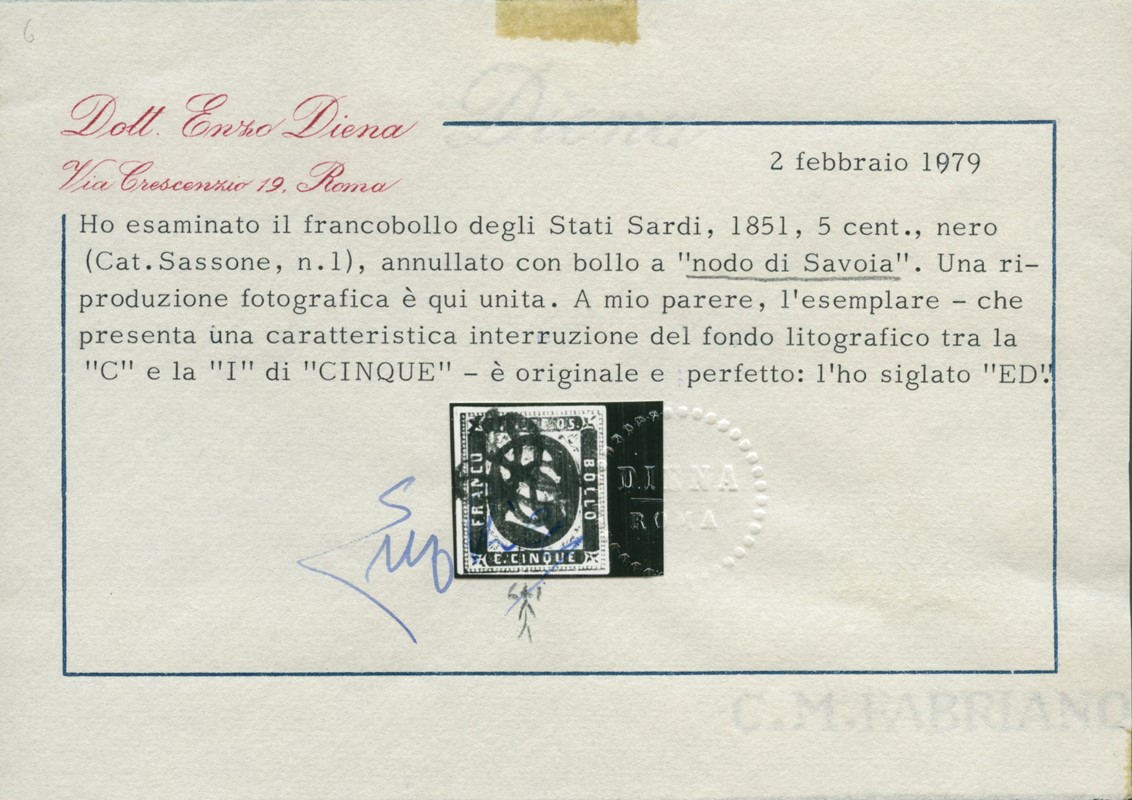 6
Dott. Enzo Diena
Via Crescenzio 19, Roma
Diena
2 febbraio 1979
Ho esaminato il francobollo degli Stati Sardi, 1851, 5 cent., nero
(Cat.Sassone, n.1), annullato con bollo a "nodo di Savoia". Una ri-
produzione fotografica è qui unita. A mio parere, l'esemplare - che
presenta una caratteristica interruzione del fondo litografico tra la
"C" e la "I" di "CINQUE" - è originale e perfetto: l'ho siglato "ED".
FRANCO
BOLLO
C.CINQUE
DIENA
ROMA
C.M.FABRIANO